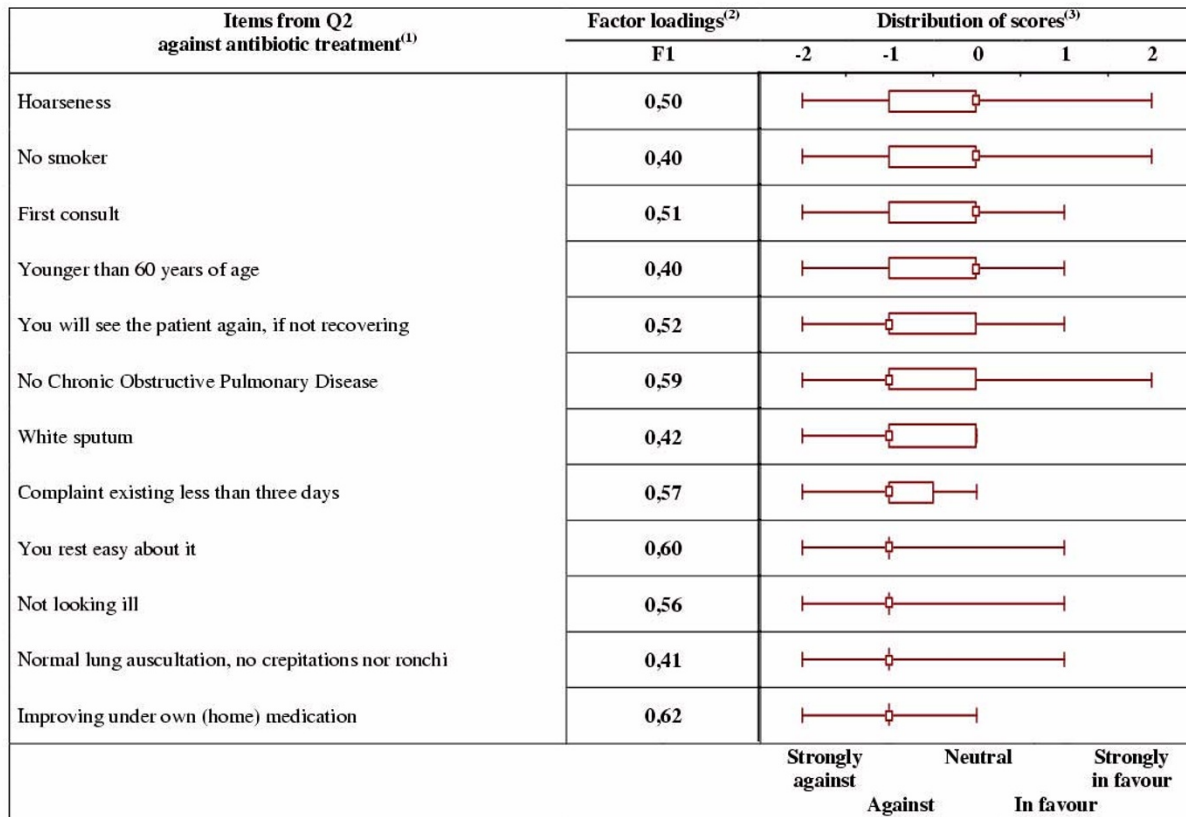 Items from Q2
against antibiotic treatment(1)
Factor loadings(2)
Distribution of scores(3)
F1
-2 -1 0 1 2
Hoarseness 0,50
No smoker 0,40
First consult 0,51
Younger than 60 years of age 0,40
You will see the patient again, if not recovering 0,52
No Chronic Obstructive Pulmonary Disease 0,59
White sputum 0,42
Complaint existing less than three days 0,57
You rest easy about it 0,60
Not looking ill 0,56
Normal lung auscultation, no crepitations nor ronchi 0,41
Improving under own (home) medication 0,62
Strongly against
Neutral
Strongly in favour
Against
In favour